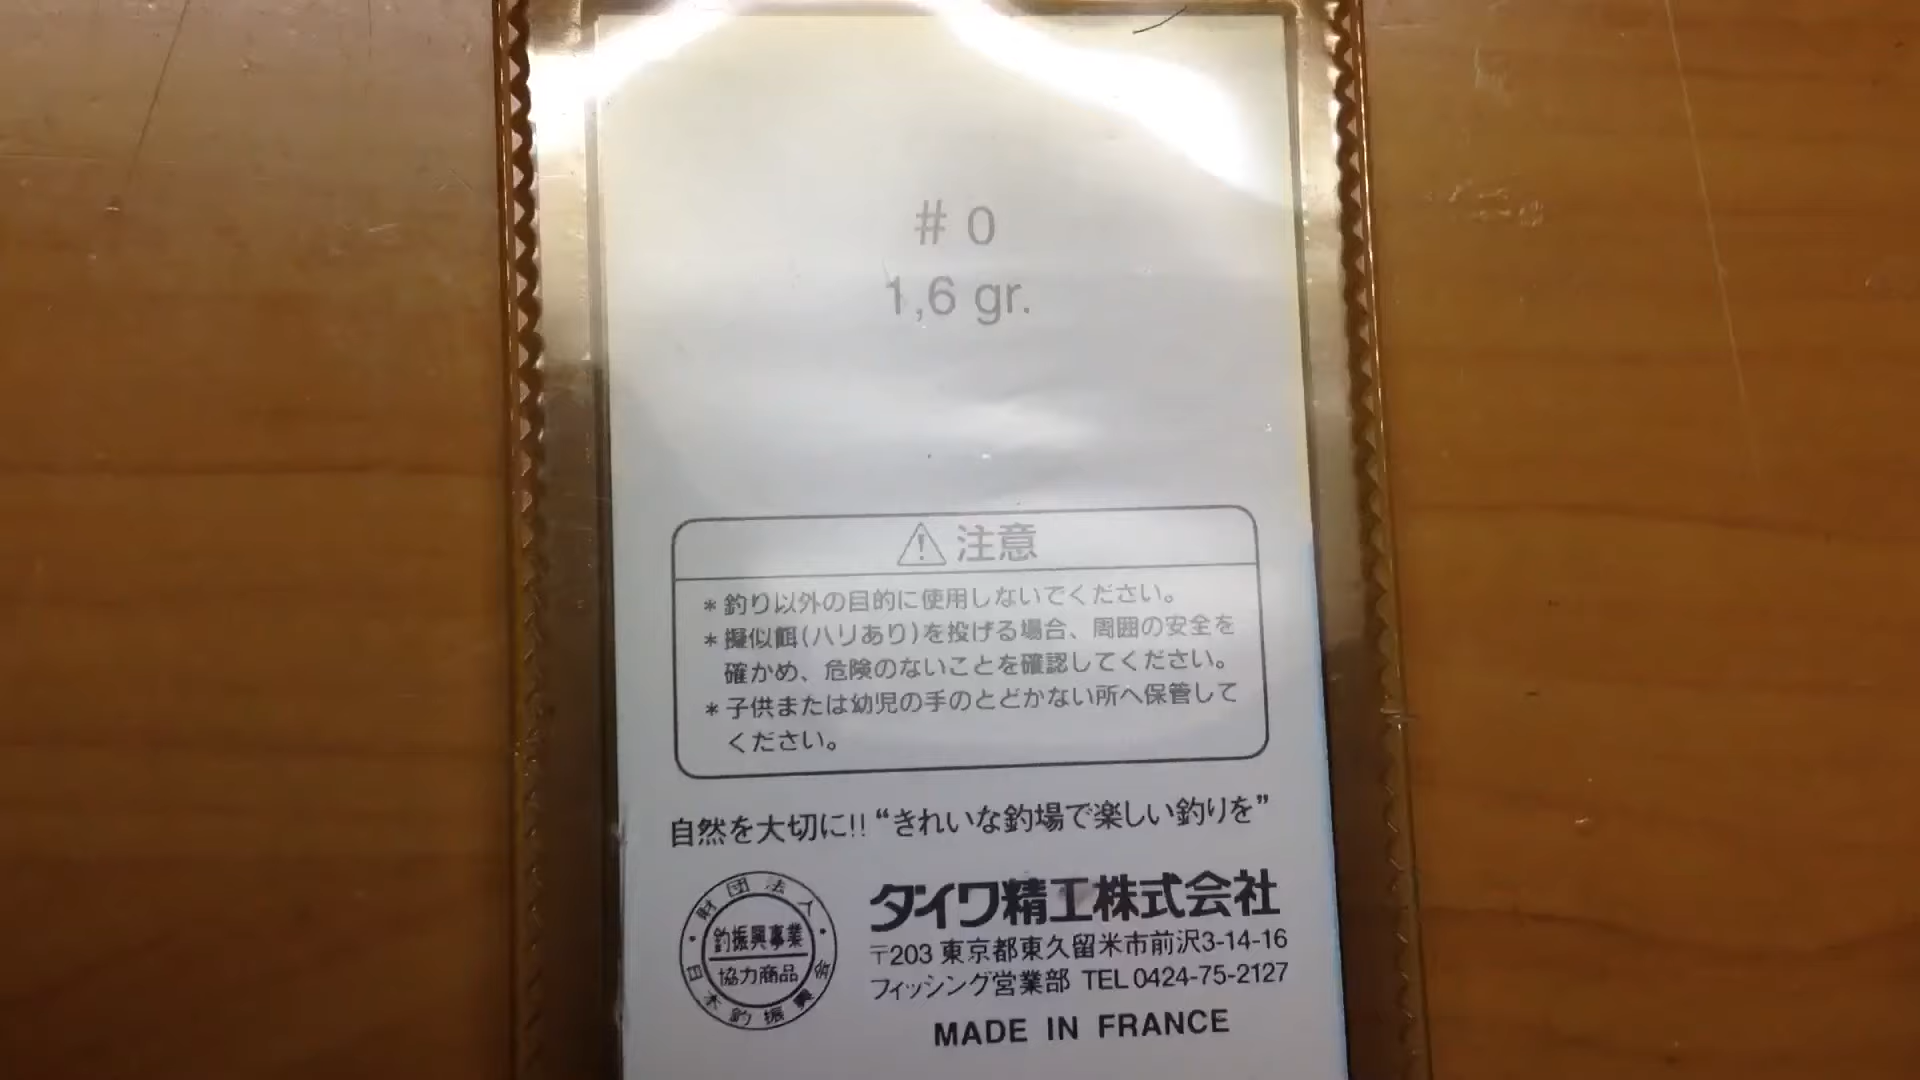 # 0
1,6 gr.
注意
*釣り以外の目的に使用しないでください。
*擬似餌(ハリあり)を投げる場合、周囲の安全を
確かめ、危険のないことを確認してください。
*子供または幼児の手のとどかない所へ保管して
ください。
自然を大切に!!“きれいな釣場で楽しい釣りを”
財団法人
釣振興事業
協力商品
日本釣振興会
ダイワ精工株式会社
〒203 東京都東久留米市前沢3-14-16
フィッシング営業部 TEL 0424-75-2127
MADE IN FRANCE